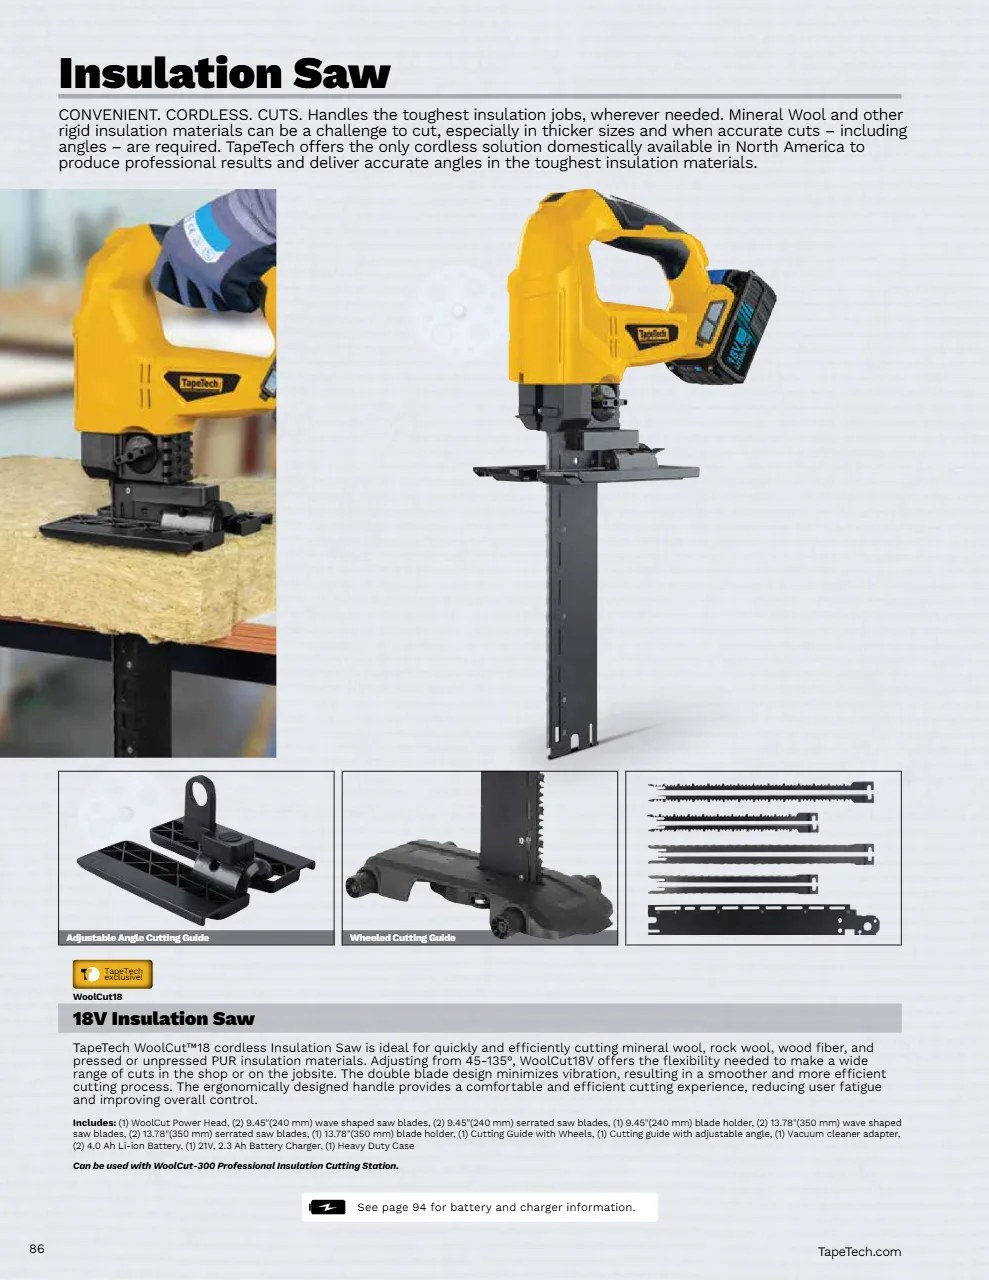 Insulation Saw
CONVENIENT. CORDLESS. CUTS. Handles the toughest insulation jobs, wherever needed. Mineral Wool and other
rigid insulation materials can be a challenge to cut, especially in thicker sizes and when accurate cuts – including
angles – are required. TapeTech offers the only cordless solution domestically available in North America to
produce professional results and deliver accurate angles in the toughest insulation materials.
TapeTech
TapeTech
18V
Adjustable Angle Cutting Guide
Wheeled Cutting Guide
TapeTech
exclusive!
WoolCut18
18V Insulation Saw
TapeTech WoolCut™18 cordless Insulation Saw is ideal for quickly and efficiently cutting mineral wool, rock wool, wood fiber, and
pressed or unpressed PUR insulation materials. Adjusting from 45-135°, WoolCut18V offers the flexibility needed to make a wide
range of cuts in the shop or on the jobsite. The double blade design minimizes vibration, resulting in a smoother and more efficient
cutting process. The ergonomically designed handle provides a comfortable and efficient cutting experience, reducing user fatigue
and improving overall control.
Includes: (1) WoolCut Power Head, (2) 9.45"(240 mm) wave shaped saw blades, (2) 9.45"(240 mm) serrated saw blades, (1) 9.45"(240 mm) blade holder, (2) 13.78"(350 mm) wave shaped
saw blades, (2) 13.78"(350 mm) serrated saw blades, (1) 13.78"(350 mm) blade holder, (1) Cutting Guide with Wheels, (1) Cutting guide with adjustable angle, (1) Vacuum cleaner adapter,
(2) 4.0 Ah Li-ion Battery, (1) 21V, 2.3 Ah Battery Charger, (1) Heavy Duty Case
Can be used with WoolCut-300 Professional Insulation Cutting Station.
See page 94 for battery and charger information.
86
TapeTech.com